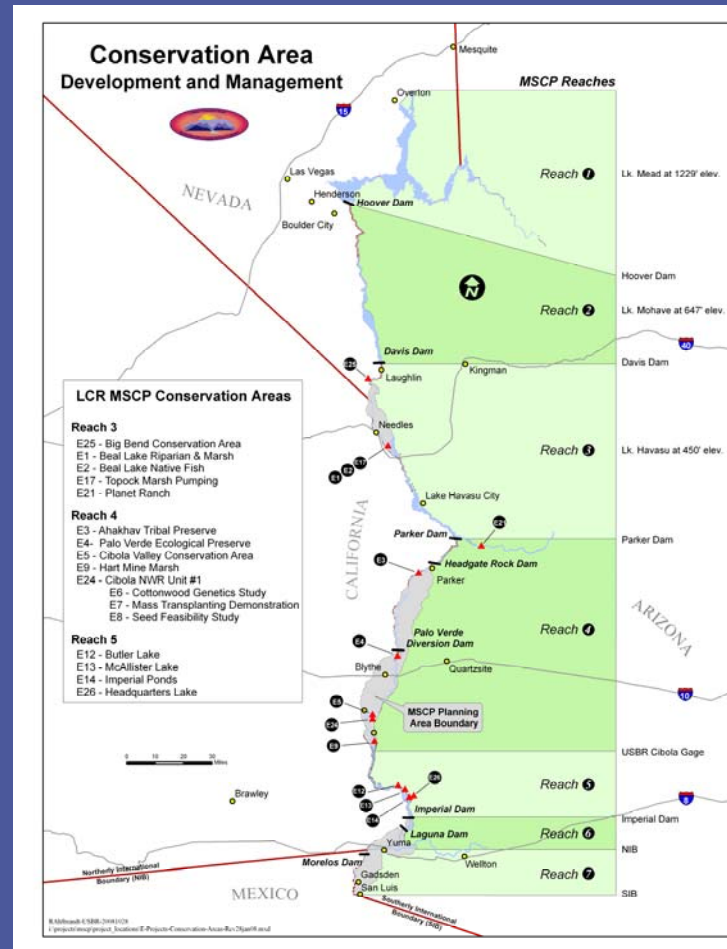 Conservation Area
Development and Management
MSCP Reaches
Mesquite
Overton
15
Las Vegas
NEVADA
Henderson
Hoover Dam
Boulder City
Reach 1
Lk. Mead at 1229' elev.
Hoover Dam
N
Reach 2
Lk. Mohave at 647' elev.
40
Davis Dam
Davis Dam
E25
Laughlin
Kingman
LCR MSCP Conservation Areas
Reach 3
E25 - Big Bend Conservation Area
E1 - Beal Lake Riparian & Marsh
E2 - Beal Lake Native Fish
E17 - Topock Marsh Pumping
E21 - Planet Ranch
Reach 4
E3 - Ahakhav Tribal Preserve
E4- Palo Verde Ecological Preserve
E5 - Cibola Valley Conservation Area
E9 - Hart Mine Marsh
E24 - Cibola NWR Unit #1
E6 - Cottonwood Genetics Study
E7 - Mass Transplanting Demonstration
E8 - Seed Feasibility Study
Reach 5
E12 - Butler Lake
E13 - McAllister Lake
E14 - Imperial Ponds
E26 - Headquarters Lake
Needles
E17
E2
E1
Reach 3
Lk. Havasu at 450' elev.
Lake Havasu City
CALIFORNIA
Parker Dam
E21
Parker Dam
Headgate Rock Dam
E3
Parker
ARIZONA
Reach 4
Palo Verde
Diversion Dam
E4
Blythe
Quartzsite
10
E5
MSCP Planning
Area Boundary
E24
E9
USBR Cibola Gage
0 10 20 30
Miles
Brawley
E12
E13
E14
E26
Reach 5
8
Imperial Dam
Imperial Dam
Laguna Dam
Reach 6
Yuma
NIB
Morelos Dam
Wellton
Northerly International
Boundary (NIB)
Gadsden
Reach 7
San Luis
SIB
MEXICO
Southerly International
Boundary (SIB)